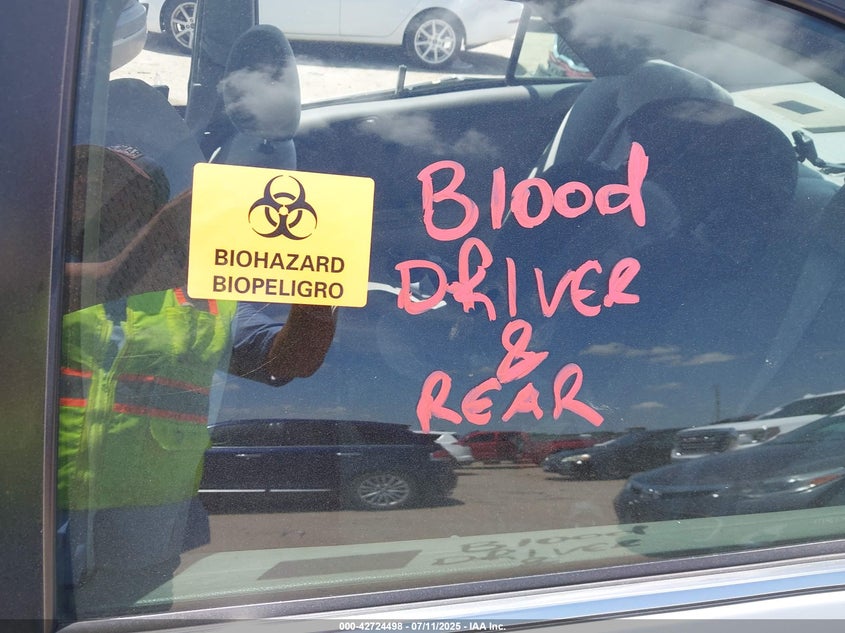 BIOHAZARD
BIOPELIGRO
Blood
DRIVER
&
REAR
000-42724498 - 07/11/2025 - IAA Inc.